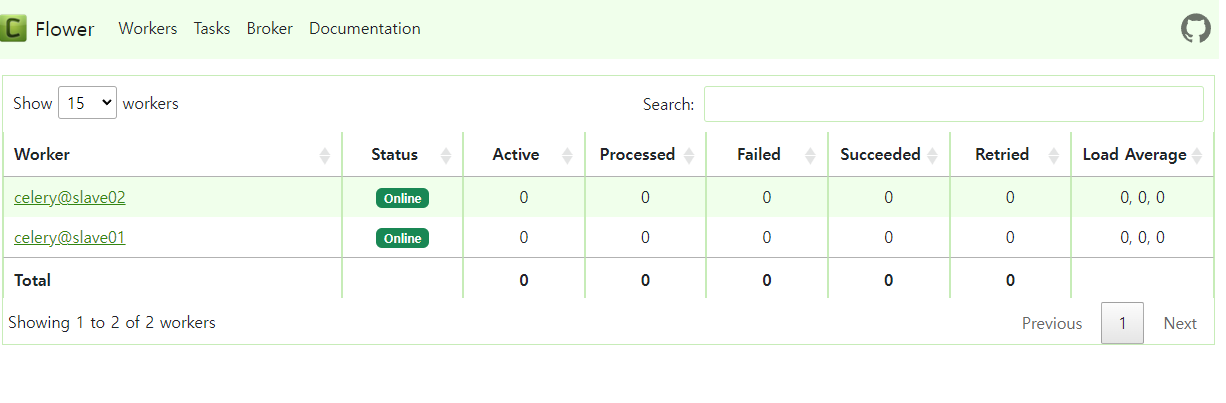 C Flower Workers Tasks Broker Documentation
Show 15 workers Search:
Worker Status Active Processed Failed Succeeded Retried Load Average
celery@slave02 Online 0 0 0 0 0 0, 0, 0
celery@slave01 Online 0 0 0 0 0 0, 0, 0
Total 0 0 0 0 0
Showing 1 to 2 of 2 workers Previous 1 Next